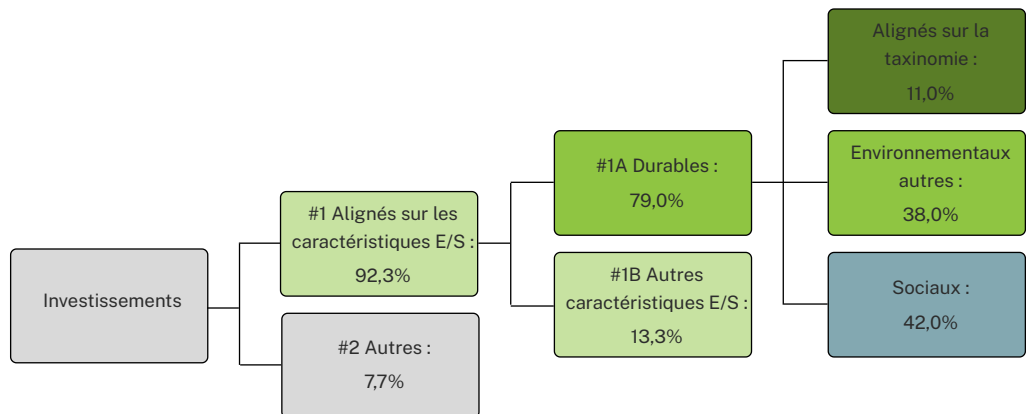 Investissements
#1 Alignés sur les
caractéristiques E/S :
92,3%
#2 Autres :
7,7%
#1A Durables :
79,0%
#1B Autres
caractéristiques E/S :
13,3%
Alignés sur la
taxinomie :
11,0%
Environnementaux
autres :
38,0%
Sociaux :
42,0%